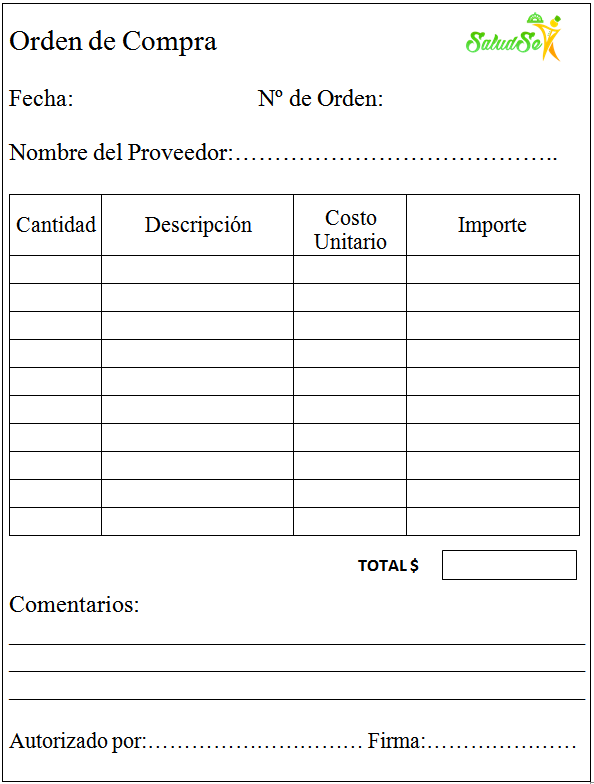 Orden de Compra
SaludSe
Fecha: Nº de Orden:
Nombre del Proveedor:…………………………………..
Cantidad Descripción Costo Unitario Importe
TOTAL $
Comentarios:
Autorizado por:……………………… Firma:……………….